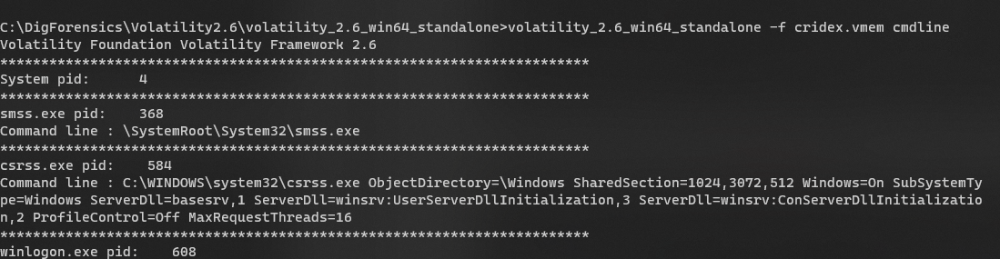 C:\DigForensics\Volatility2.6\volatility_2.6_win64_standalone>volatility_2.6_win64_standalone -f cridex.vmem cmdline
Volatility Foundation Volatility Framework 2.6
************************************************************************
System pid:      4
************************************************************************
smss.exe pid:    368
Command line : \SystemRoot\System32\smss.exe
************************************************************************
csrss.exe pid:    584
Command line : C:\WINDOWS\system32\csrss.exe ObjectDirectory=\Windows SharedSection=1024,3072,512 Windows=On SubSystemTy
pe=Windows ServerDll=basesrv,1 ServerDll=winsrv:UserServerDllInitialization,3 ServerDll=winsrv:ConServerDllInitializatio
n,2 ProfileControl=Off MaxRequestThreads=16
************************************************************************
winlogon.exe pid:    608